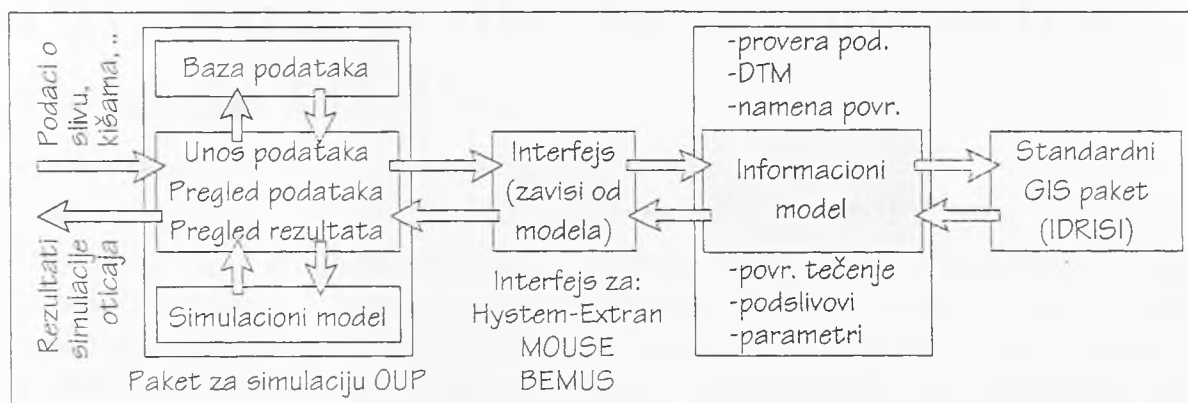 Podaci o
slivu,
kišama, ..
Rezultati
simulacije
oticaja
Baza podataka
Unos podataka
Pregled podataka
Pregled rezultata
Simulacioni model
Paket za simulaciju OUP
Interfejs
(zavisi od
modela)
Interfejs za:
Hystem-Extran
MOUSE
BEMUS
-provera pod.
-DTM
-namena povr.
Informacioni
model
-povr. tečenje
-podslivovi
-parametri
Standardni
GIS paket
(IDRISI)